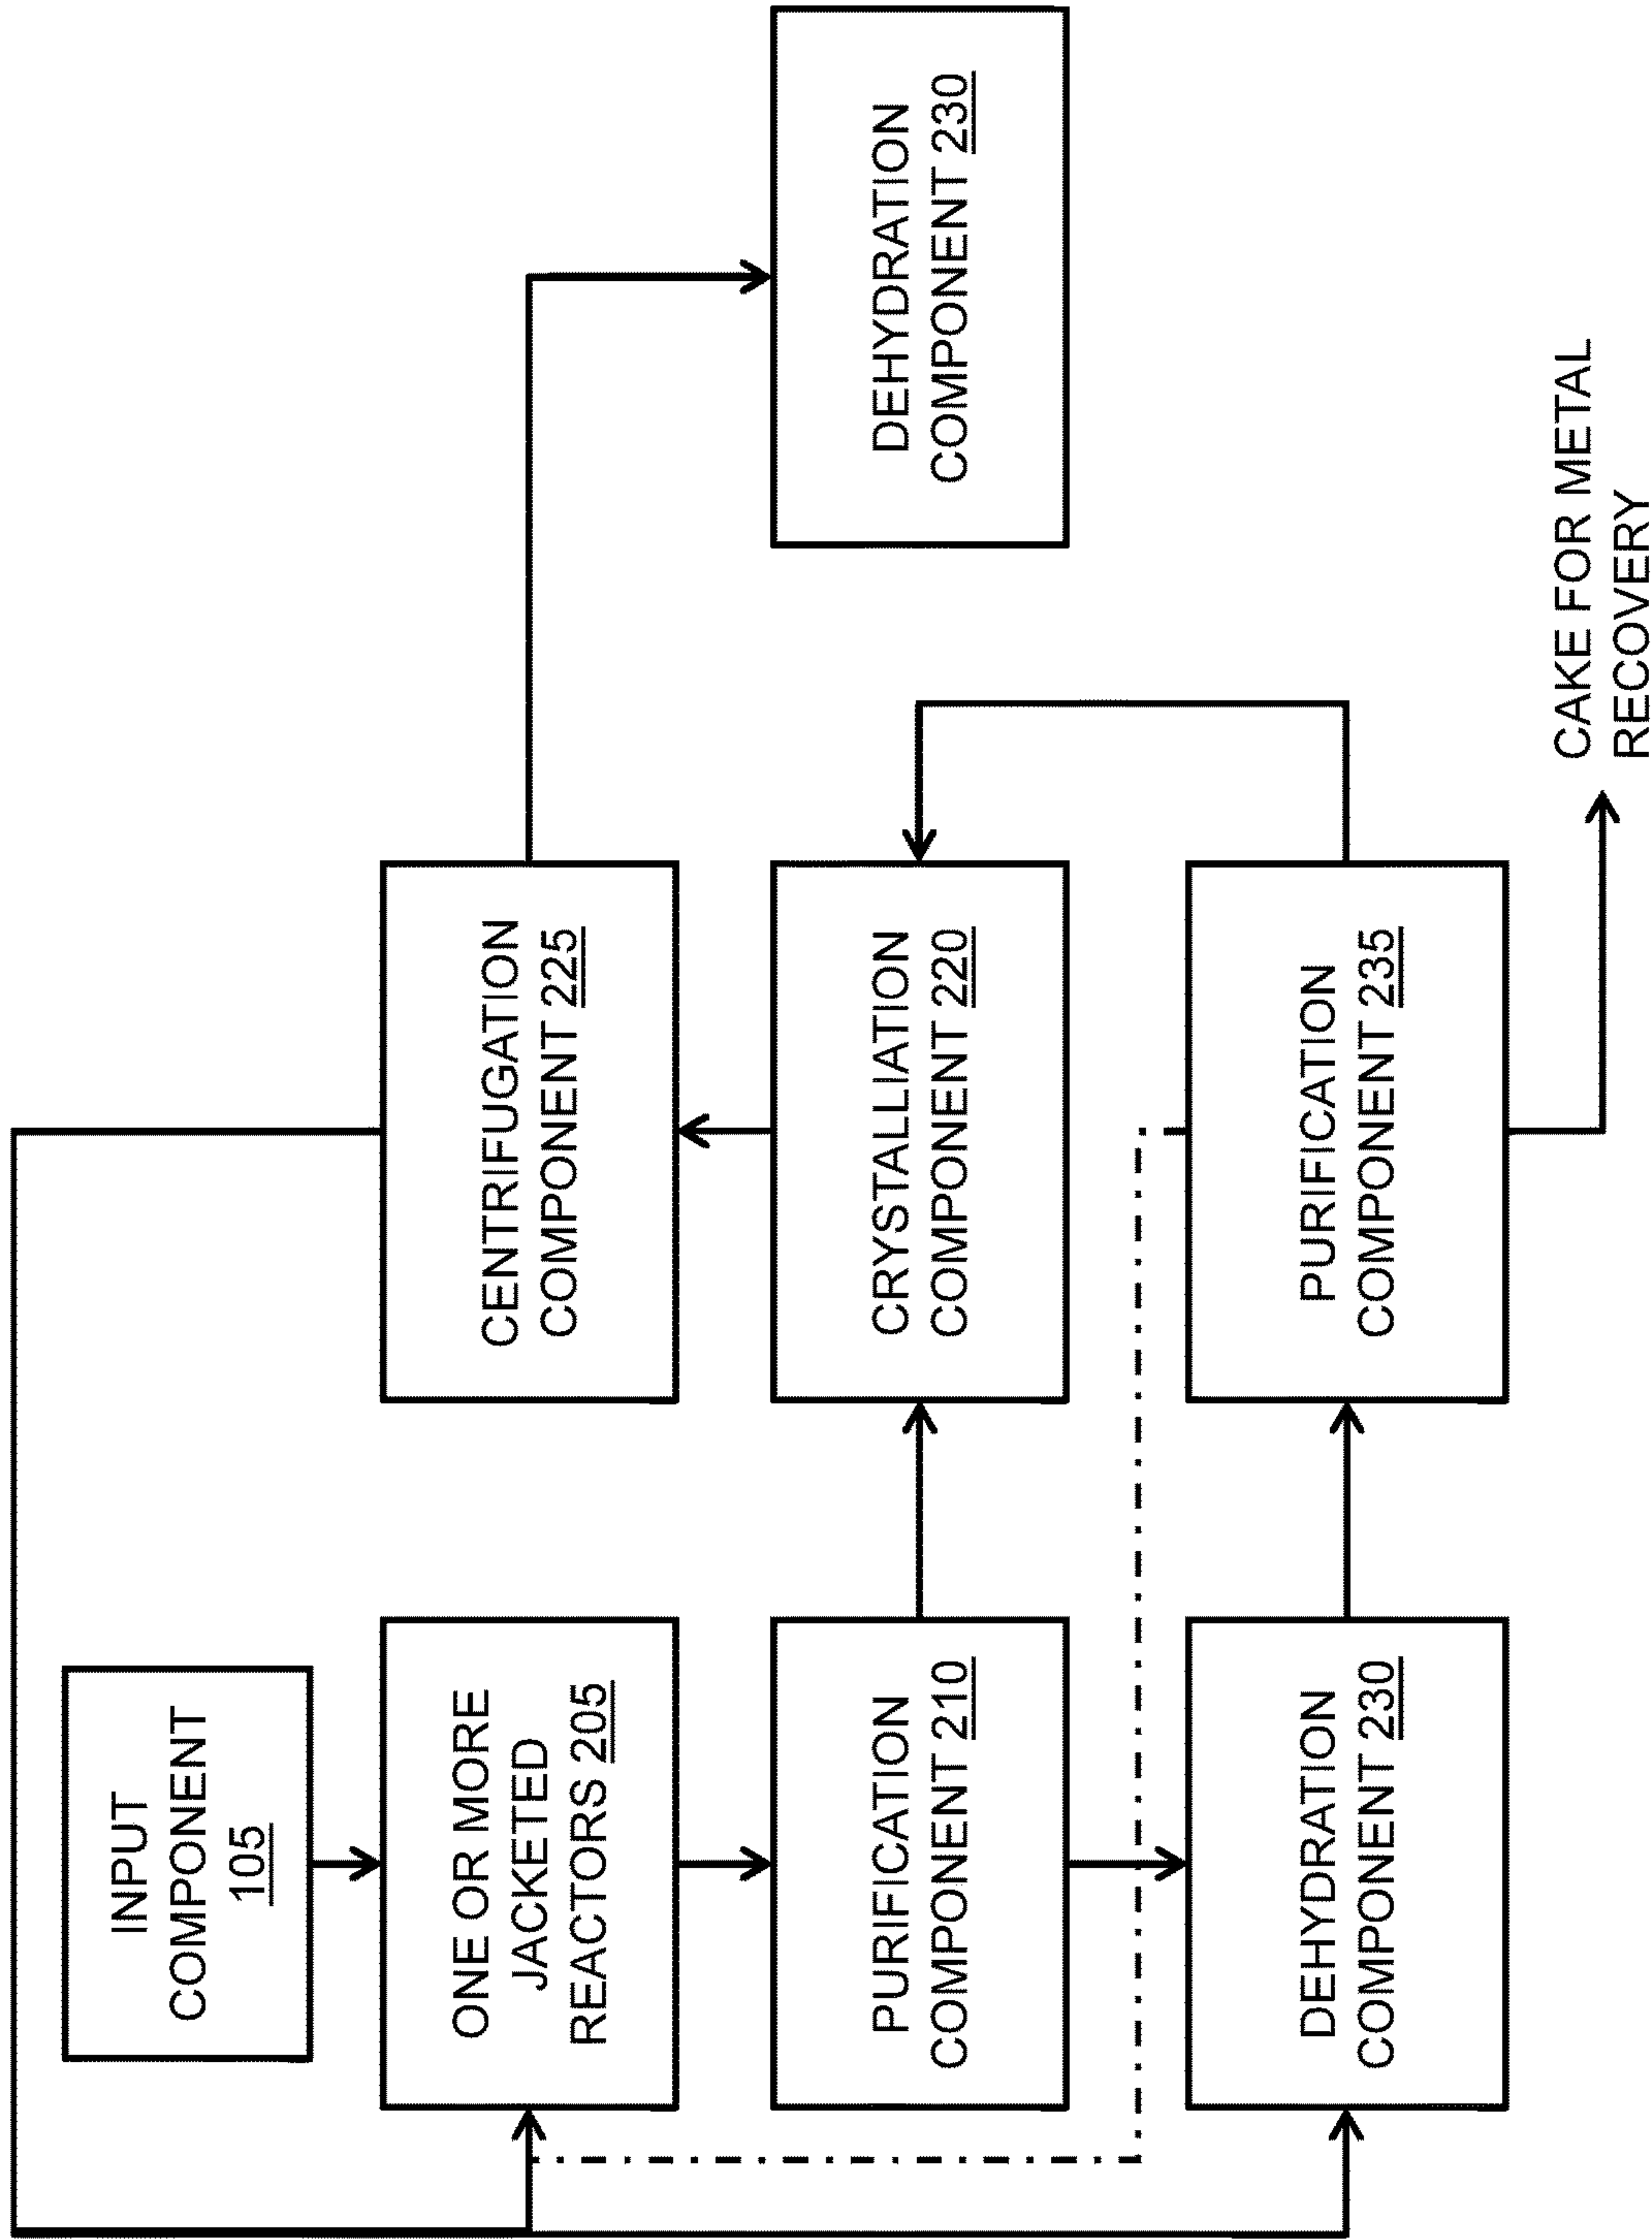 INPUT
COMPONENT
105
ONE OR MORE
JACKETED
REACTORS 205
PURIFICATION
COMPONENT 210
DEHYDRATION
COMPONENT 230
CENTRIFUGATION
COMPONENT 225
CRYSTALLIATION
COMPONENT 220
PURIFICATION
COMPONENT 235
DEHYDRATION
COMPONENT 230
CAKE FOR METAL
RECOVERY